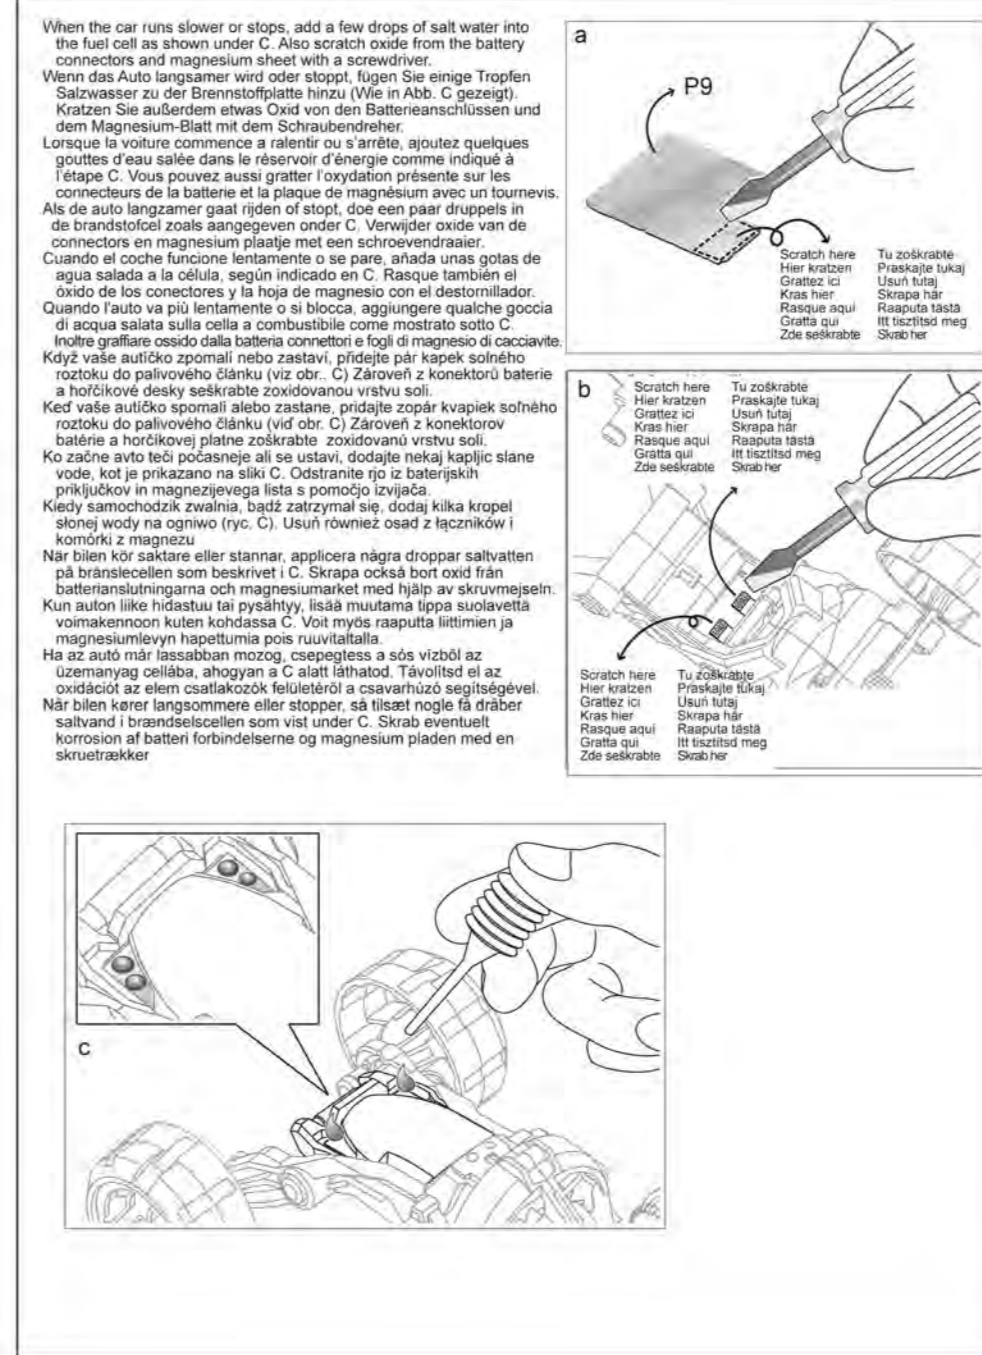 When the car runs slower or stops, add a few drops of salt water into
the fuel cell as shown under C. Also scratch oxide from the battery
connectors and magnesium sheet with a screwdriver.
Wenn das Auto langsamer wird oder stoppt, fügen Sie einige Tropfen
Salzwasser zu der Brennstoffplatte hinzu (Wie in Abb. C gezeigt).
Kratzen Sie außerdem etwas Oxid von den Batterieanschlüssen und
dem Magnesium-Blatt mit dem Schraubendreher.
Lorsque la voiture commence a ralentir ou s'arrête, ajoutez quelques
gouttes d'eau salée dans le réservoir d'énergie comme indiqué à
l'étape C. Vous pouvez aussi gratter l'oxydation présente sur les
connecteurs de la batterie et la plaque de magnésium avec un tournevis.
Als de auto langzamer gaat rijden of stopt, doe een paar druppels in
de brandstofcel zoals aangegeven onder C. Verwijder oxide van de
connectors en magnesium plaatje met een schroevendraaier.
Cuando el coche funcione lentamente o se pare, añada unas gotas de
agua salada a la célula, según indicado en C. Rasque también el
óxido de los conectores y la hoja de magnesio con el destornillador.
Quando l'auto va più lentamente o si blocca, aggiungere qualche goccia
di acqua salata sulla cella a combustibile come mostrato sotto C.
Inoltre graffiare ossido dalla batteria connettori e fogli di magnesio di cacciavite.
Když vaše autíčko zpomalí nebo zastaví, přidejte pár kapek solného
roztoku do palivového článku (viz obr.. C) Zároveň z konektorů baterie
a hořčíkové desky seškrabte zoxidovanou vrstvu soli.
Keď vaše autíčko spomalí alebo zastane, pridajte zopár kvapiek soľného
roztoku do palivového článku (viď obr. C) Zároveň z konektorov
batérie a horčíkovej platne zoškrabte zoxidovanú vrstvu soli.
Ko začne avto teči počasneje ali se ustavi, dodajte nekaj kapljic slane
vode, kot je prikazano na sliki C. Odstranite rjo iz baterijskih
priključkov in magnezijevega lista s pomočjo izvijača.
Kiedy samochodzik zwalnia, bądź zatrzymał się, dodaj kilka kropel
słonej wody na ogniwo (ryc. C). Usuń również osad z łączników i
komórki z magnezu
När bilen kör saktare eller stannar, applicera några droppar saltvatten
på bränslecellen som beskrivet i C. Skrapa också bort oxid från
batterianslutningarna och magnesiumarket med hjälp av skruvmejseln.
Kun auton liike hidastuu tai pysähtyy, lisää muutama tippa suolavettä
voimakennoon kuten kohdassa C. Voit myös raaputta liittimien ja
magnesiumlevyn hapettumia pois ruuvitaltalla.
Ha az autó már lassabban mozog, csepegtess a sós vízből az
üzemanyag cellába, ahogyan a C alatt láthatod. Távolítsd el az
oxidációt az elem csatlakozók felületéről a csavarhúzó segítségével.
Når bilen kører langsommere eller stopper, så tilsæt nogle få dråber
saltvand i brændselscellen som vist under C. Skrab eventuelt
korrosion af batteri forbindelserne og magnesium pladen med en
skruetrækker
a
P9
Scratch here Tu zoškrabte
Hier kratzen Praskajte tukaj
Grattez ici Usuń tutaj
Kras hier Skrapa här
Rasque aqui Raaputa tästä
Gratta qui Itt tisztítsd meg
Zde seškrabte Skrab her
b
Scratch here Tu zoškrabte
Hier kratzen Praskajte tukaj
Grattez ici Usuń tutaj
Kras hier Skrapa här
Rasque aqui Raaputa tästä
Gratta qui Itt tisztítsd meg
Zde seškrabte Skrab her
Scratch here Tu zoškrabte
Hier kratzen Praskajte tukaj
Grattez ici Usuń tutaj
Kras hier Skrapa här
Rasque aqui Raaputa tästä
Gratta qui Itt tisztítsd meg
Zde seškrabte Skrab her
c